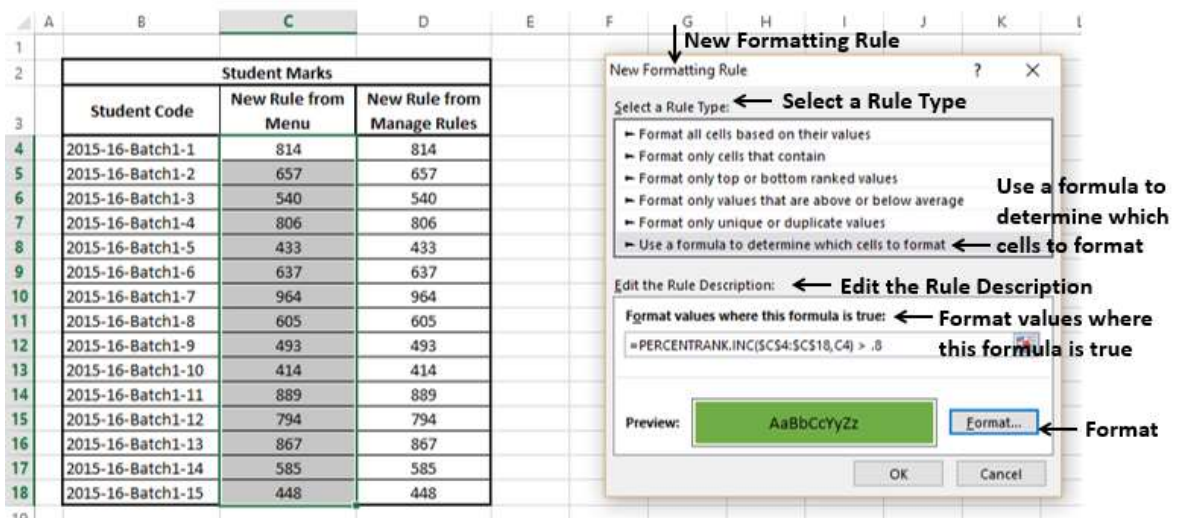 A B C D E F G H I J K L
1
New Formatting Rule
2 Student Marks
New Formatting Rule ? ×
3 Student Code New Rule from Menu New Rule from Manage Rules
Select a Rule Type: Select a Rule Type
4 2015-16-Batch1-1 814 814
5 2015-16-Batch1-2 657 657
6 2015-16-Batch1-3 540 540
7 2015-16-Batch1-4 806 806
8 2015-16-Batch1-5 433 433
9 2015-16-Batch1-6 637 637
10 2015-16-Batch1-7 964 964
11 2015-16-Batch1-8 605 605
12 2015-16-Batch1-9 493 493
13 2015-16-Batch1-10 414 414
14 2015-16-Batch1-11 889 889
15 2015-16-Batch1-12 794 794
16 2015-16-Batch1-13 867 867
17 2015-16-Batch1-14 585 585
18 2015-16-Batch1-15 448 448
► Format all cells based on their values
► Format only cells that contain
► Format only top or bottom ranked values
► Format only values that are above or below average
► Format only unique or duplicate values
► Use a formula to determine which cells to format
Use a formula to
determine which
cells to format
Edit the Rule Description: Edit the Rule Description
Format values where this formula is true:
Format values where
this formula is true
=PERCENTRANK.INC($C$4:$C$18,C4) > .8
Preview: AaBbCcYyZz Format... Format
OK Cancel